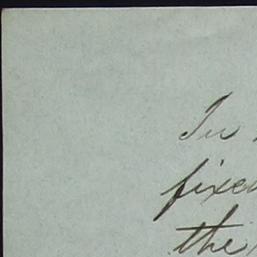 In
fixed
the